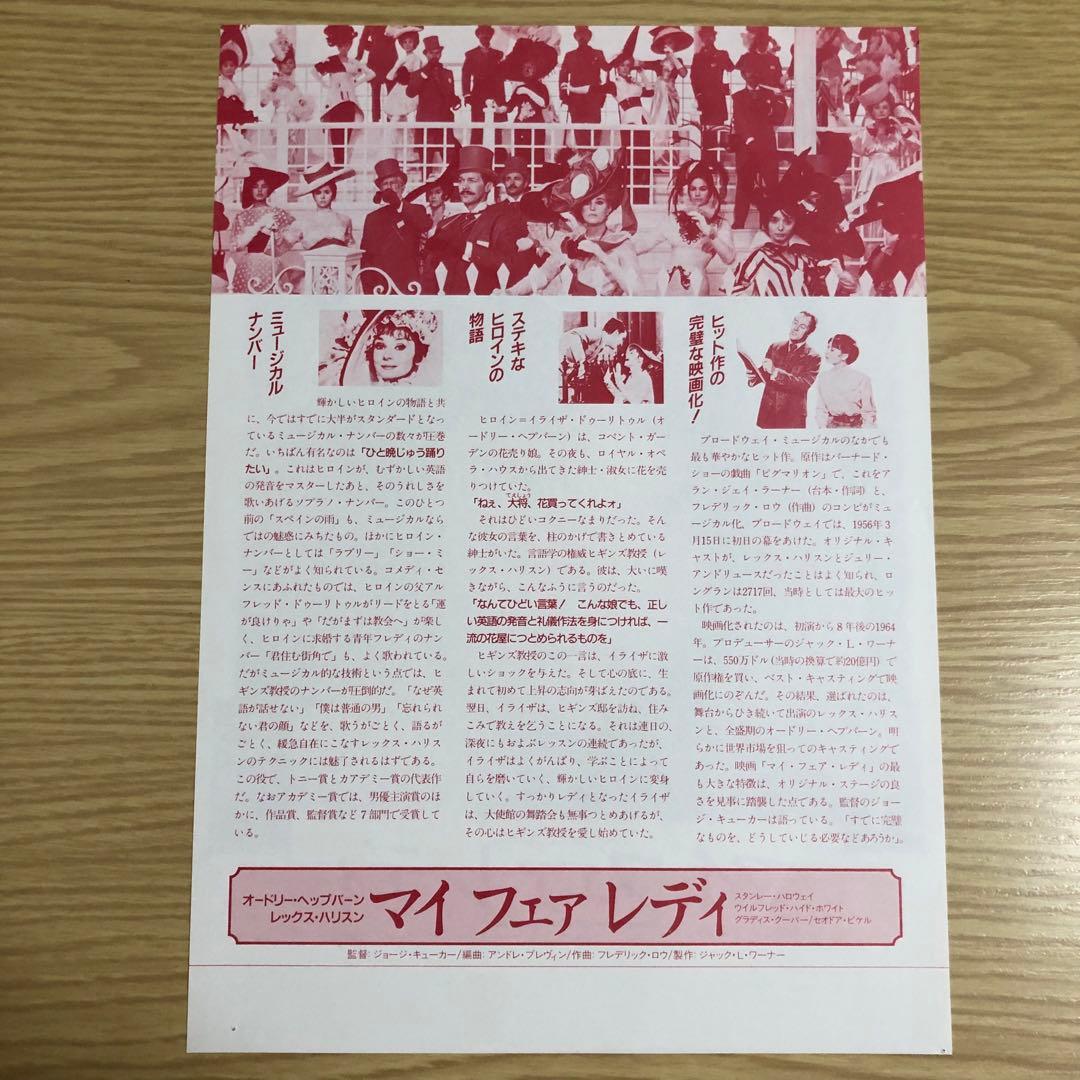 ヒット作の
完璧な映画化!
ブロードウェイ・ミュージカルのなかでも
最も華やかなヒット作。原作はバーナード・
ショーの戯曲「ピグマリオン」で、これをア
ラン・ジェイ・ラーナー(台本・作詞)と、
フレデリック・ロウ(作曲)のコンビがミュ
ージカル化。ブロードウェイでは、1956年3
月15日に初日の幕をあけた。オリジナル・キ
ャストが、レックス・ハリスンとジュリー・
アンドリュースだったことはよく知られ、ロ
ングランは2717回、当時としては最大のヒッ
ト作であった。
映画化されたのは、初演から8年後の1964
年。プロデューサーのジャック・L・ワーナ
ーは、550万ドル(当時の換算で約20億円)で
原作権を買い、ベスト・キャスティングで映
画化にのぞんだ。その結果、選ばれたのは、
舞台からひき続いて出演のレックス・ハリス
ンと、全盛期のオードリー・ヘプバーン。明
らかに世界市場を狙ってのキャスティングで
あった。映画「マイ・フェア・レディ」の最
も大きな特徴は、オリジナル・ステージの良
さを見事に踏襲した点である。監督のジョー
ジ・キューカーは語っている。「すでに完璧
なものを、どうしていじる必要などあろうか」。
ステキな
ヒロインの
物語
ヒロイン=イライザ・ドゥーリトゥル(オ
ードリー・ヘプバーン)は、コベント・ガー
デンの花売り娘。その夜も、ロイヤル・オペ
ラ・ハウスから出てきた紳士・淑女に花を売
りつけていた。
「ねぇ、大将、花買ってくれよォ」
それはひどいコクニーなまりだった。そん
な彼女の言葉を、柱のかげで書きとめている
紳士がいた。言語学の権威ヒギンズ教授(レ
ックス・ハリスン)である。彼は、大いに嘆
きながら、こんなふうに言うのだった。
「なんてひどい言葉! こんな娘でも、正し
い英語の発音と礼儀作法を身につければ、一
流の花屋につとめられるものを」
ヒギンズ教授のこの一言は、イライザに激
しいショックを与えた。そして心の底に、生
まれて初めて上昇の志向が芽ばえたのである。
翌日、イライザは、ヒギンズ邸を訪ね、住み
こみで教えを乞うことになる。それは連日の、
深夜にもおよぶレッスンの連続であったが、
イライザはよくがんばり、学ぶことによって
自らを磨いていく、輝かしいヒロインに変身
していく。すっかりレディとなったイライザ
は、大使館の舞踏会も無事つとめあげるが、
その心はヒギンズ教授を愛し始めていた。
ミュージカル
ナンバー
輝かしいヒロインの物語と共
に、今ではすでに大半がスタンダードとなっ
ているミュージカル・ナンバーの数々が圧巻
だ。いちばん有名なのは「ひと晩じゅう踊り
たい」。これはヒロインが、むずかしい英語
の発音をマスターしたあと、そのうれしさを
歌いあげるソプラノ・ナンバー。このひとつ
前の「スペインの雨」も、ミュージカルなら
ではの魅惑にみちたもの。ほかにヒロイン・
ナンバーとしては「ラブリー」「ショー・ミ
ー」などがよく知られている。コメディ・セ
ンスにあふれたものでは、ヒロインの父アル
フレッド・ドゥーリトゥルがリードをとる「運
が良けりゃ」や「だがまずは教会へ」が楽し
く、ヒロインに求婚する青年フレディのナン
バー「君住む街角で」も、よく歌われている。
だがミュージカル的な技術という点では、ヒ
ギンズ教授のナンバーが圧倒的だ。「なぜ英
語が話せない」「僕は普通の男」「忘れられ
ない君の顔」などを、歌うがごとく、語るが
ごとく、緩急自在にこなすレックス・ハリス
ンのテクニックには魅了されるはずである。
この役で、トニー賞とカアデミー賞の代表作
だ。なおアカデミー賞では、男優主演賞のほ
かに、作品賞、監督賞など7部門で受賞して
いる。
オードリー・ヘップバーン
レックス・ハリスン
マイ フェア レディ
スタンレー・ハロウェイ
ウイルフレッド・ハイド・ホワイト
グラディス・クーパー/セオドア・ビケル
監督:ジョージ・キューカー/編曲:アンドレ・プレヴィン/作曲:フレデリック・ロウ/製作:ジャック・L・ワーナー